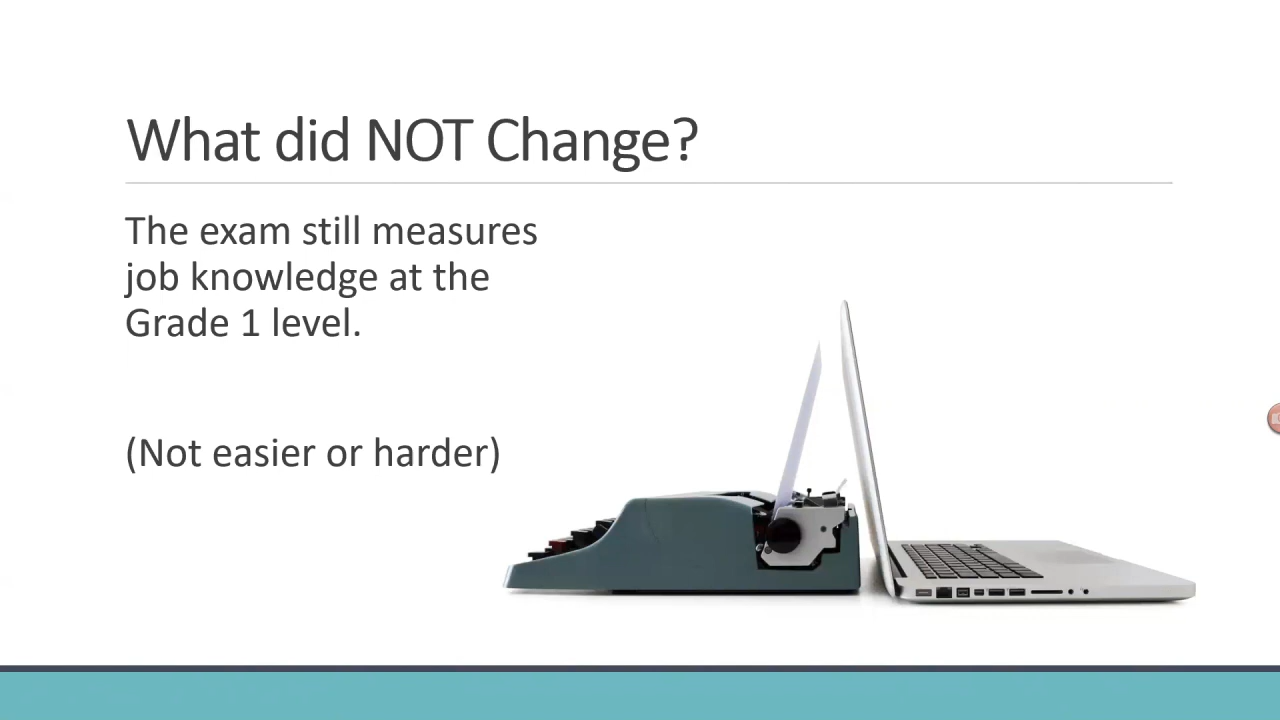 What did NOT Change?
The exam still measures
job knowledge at the
Grade 1 level.
(Not easier or harder)